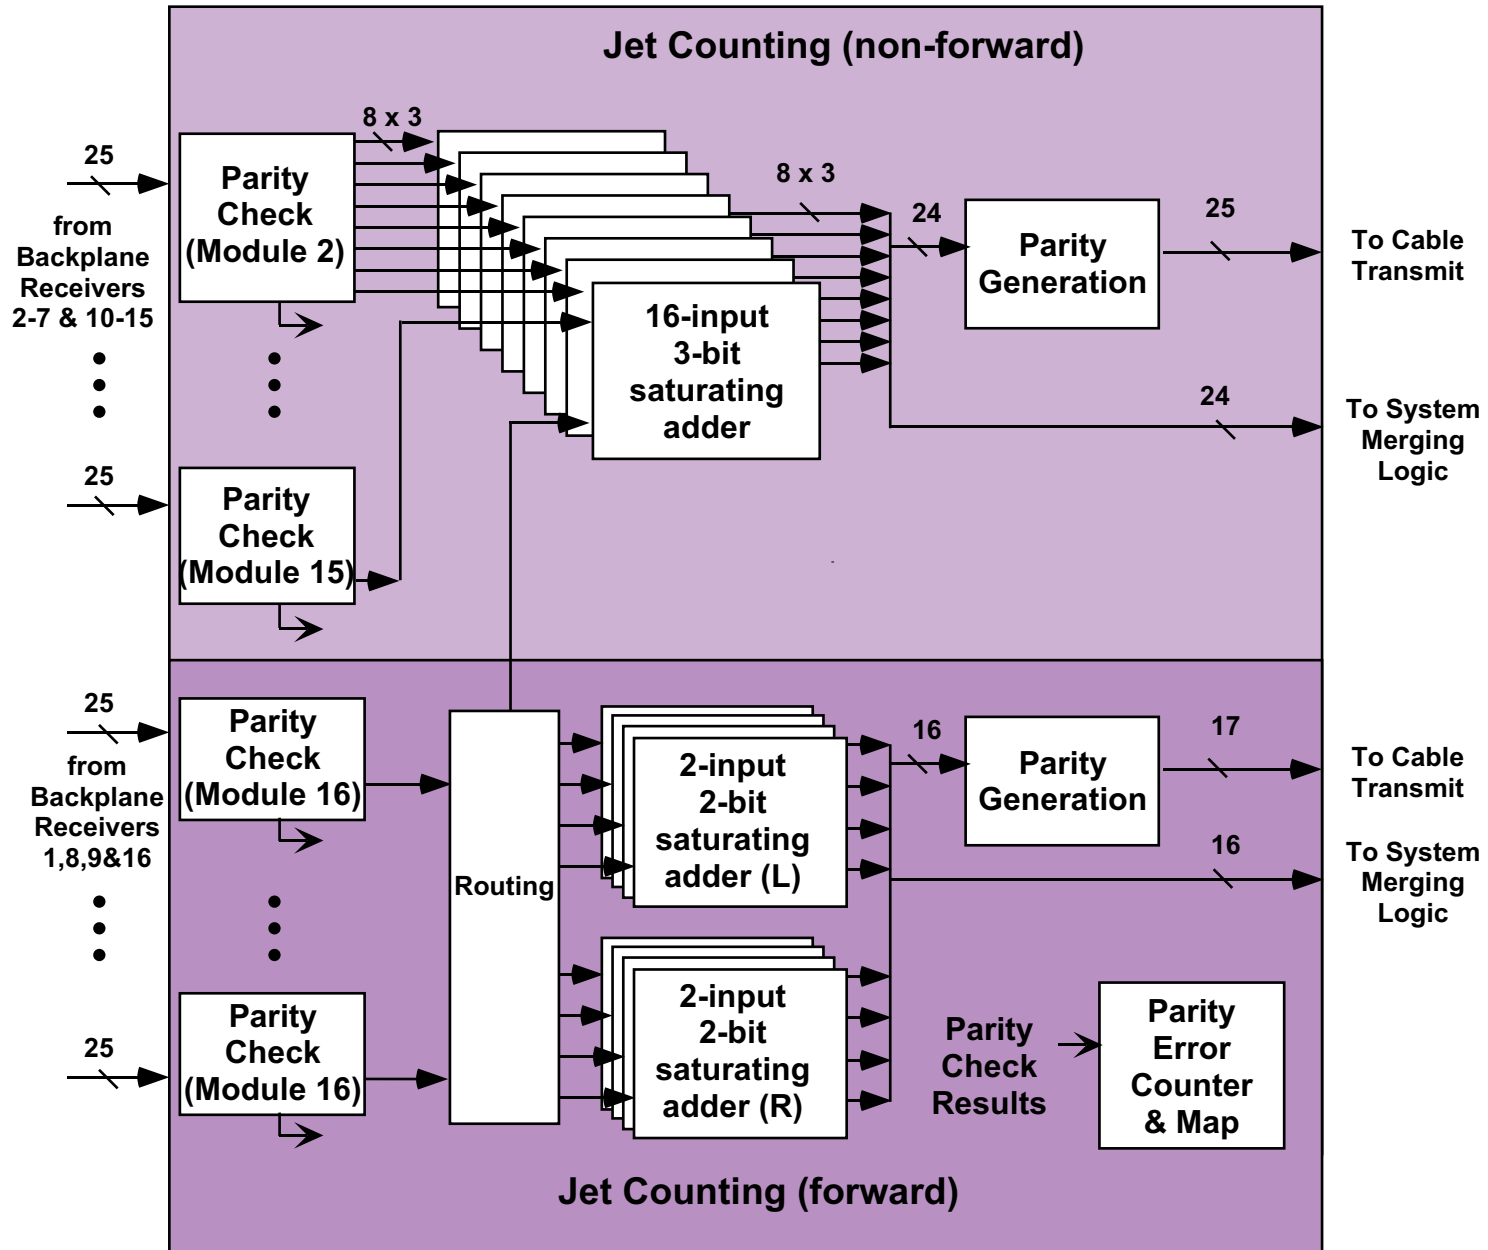 Jet Counting (non-forward)
8 x 3
25
Parity
Check
(Module 2)
from
Backplane
Receivers
2-7 & 10-15
8 x 3
24
Parity
Generation
25
To Cable
Transmit
16-input
3-bit
saturating
adder
24
To System
Merging
Logic
25
Parity
Check
(Module 15)
25
Parity
Check
(Module 16)
from
Backplane
Receivers
1,8,9&16
Routing
2-input
2-bit
saturating
adder (L)
16
Parity
Generation
17
To Cable
Transmit
16
To System
Merging
Logic
25
Parity
Check
(Module 16)
2-input
2-bit
saturating
adder (R)
Parity
Check
Results
Parity
Error
Counter
& Map
Jet Counting (forward)